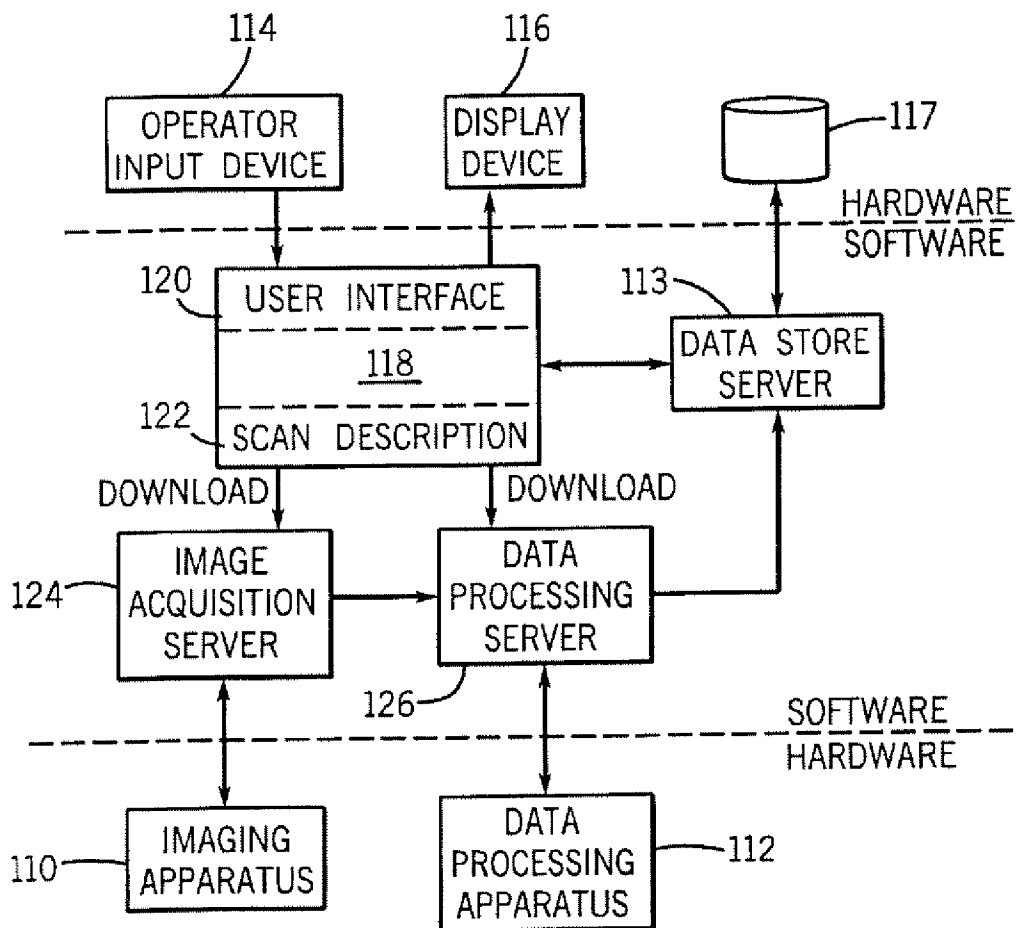 114
116
OPERATOR
INPUT DEVICE
DISPLAY
DEVICE
117
HARDWARE
SOFTWARE
120
USER INTERFACE
113
118
DATA STORE
SERVER
122
SCAN DESCRIPTION
DOWNLOAD
DOWNLOAD
124
IMAGE
ACQUISITION
SERVER
DATA
PROCESSING
SERVER
126
SOFTWARE
HARDWARE
110
IMAGING
APPARATUS
DATA
PROCESSING
APPARATUS
112